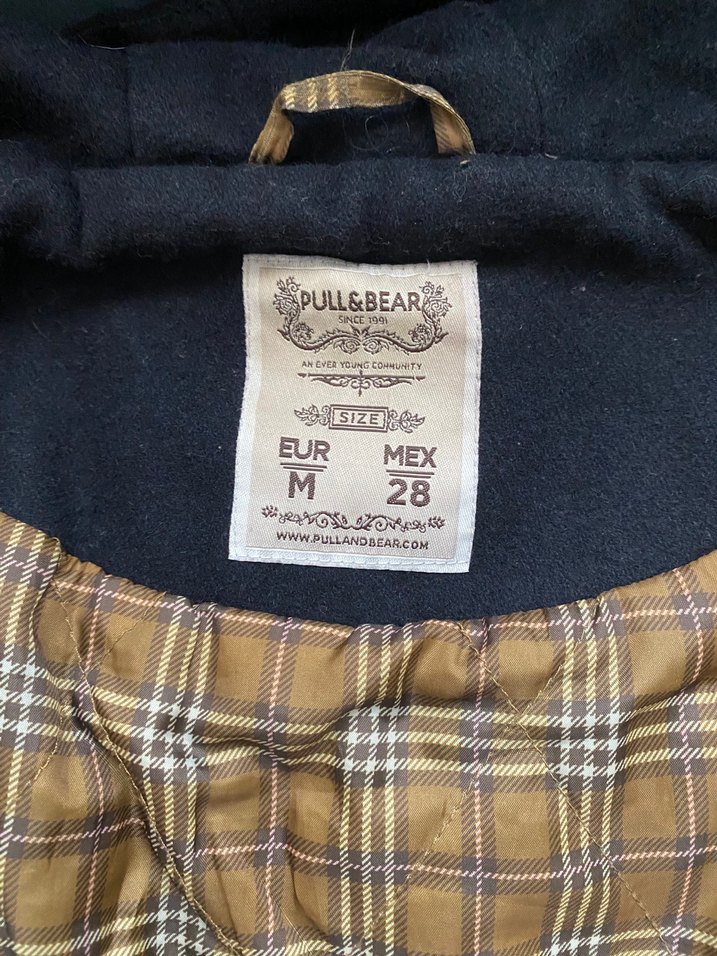 PULL&BEAR
SINCE 1991
AN EVER YOUNG COMMUNITY
SIZE
EUR MEX
M 28
WWW.PULLANDBEAR.COM